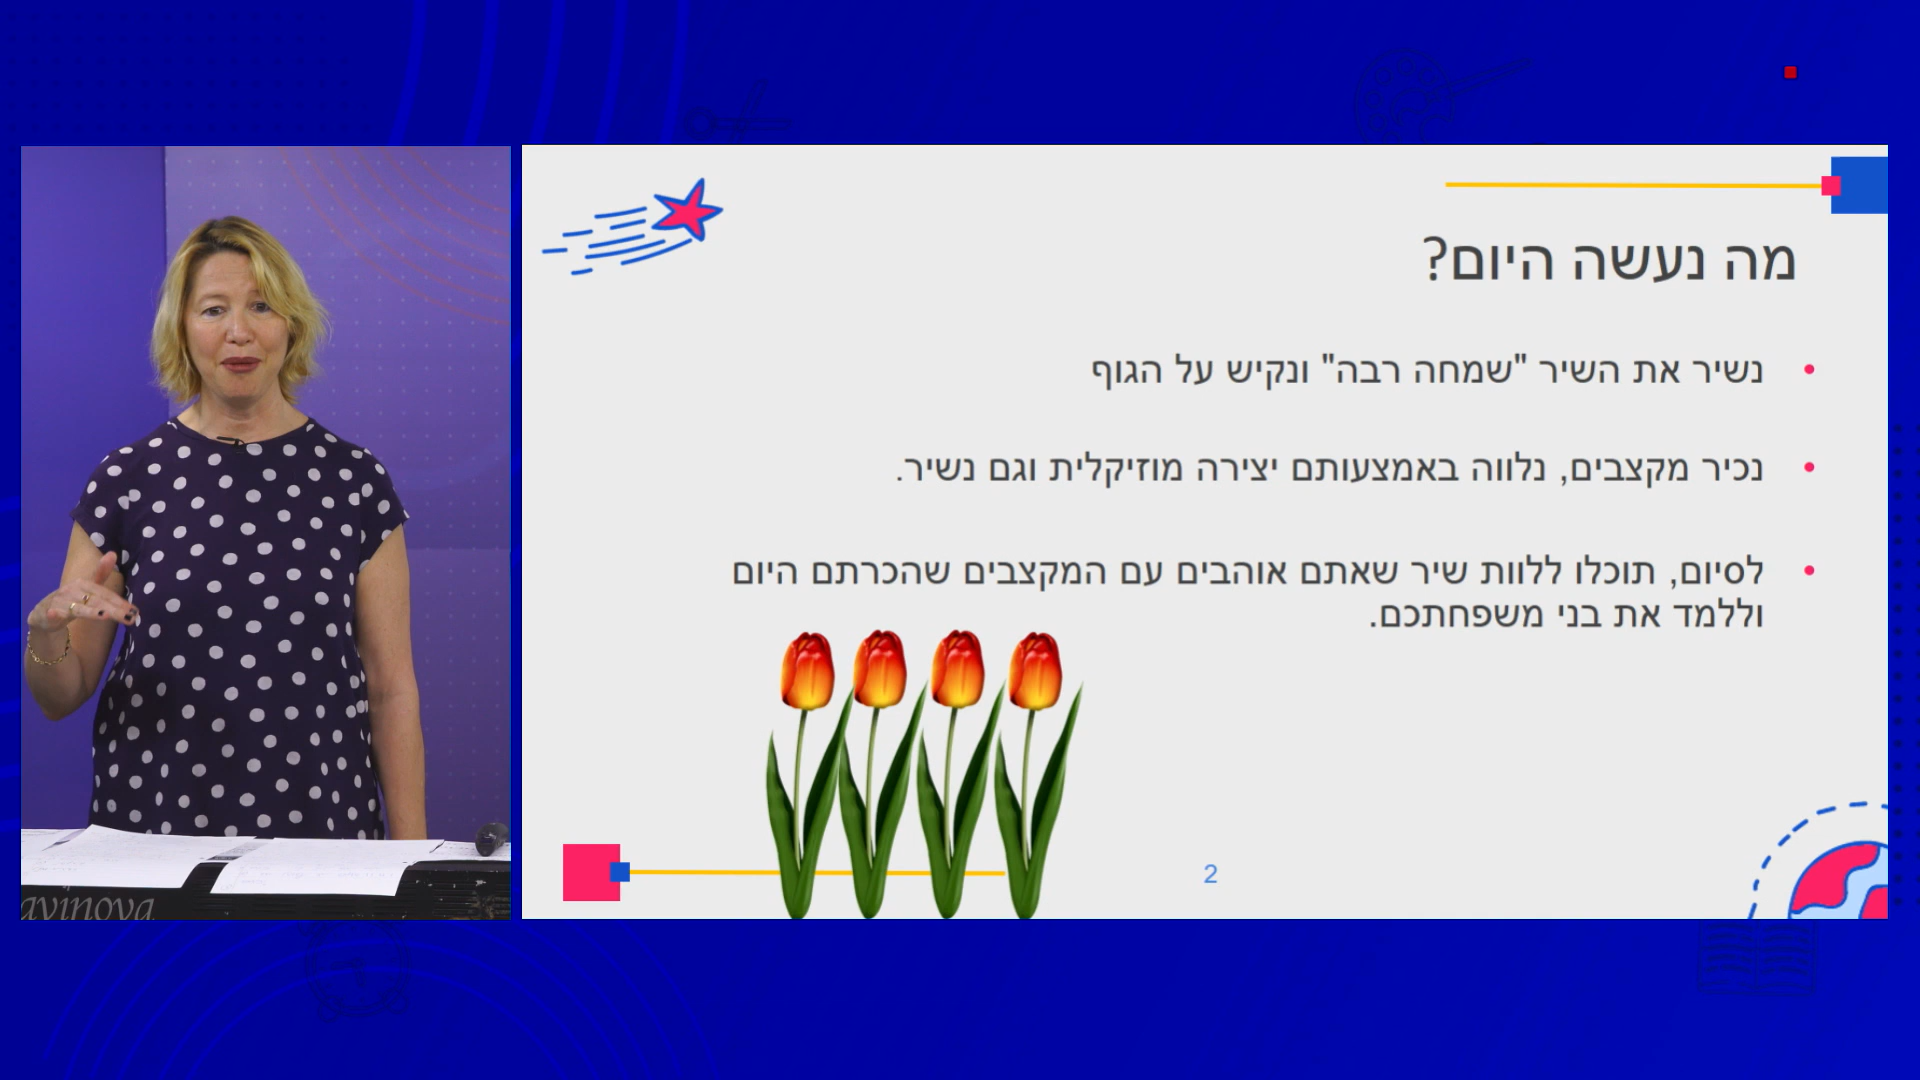 מה נעשה היום?
נשיר את השיר "שמחה רבה" ונקיש על הגוף
נכיר מקצבים, נלווה באמצעותם יצירה מוזיקלית וגם נשיר.
לסיום, תוכלו ללוות שיר שאתם אוהבים עם המקצבים שהכרתם היום
וללמד את בני משפחתכם.
2
avinova